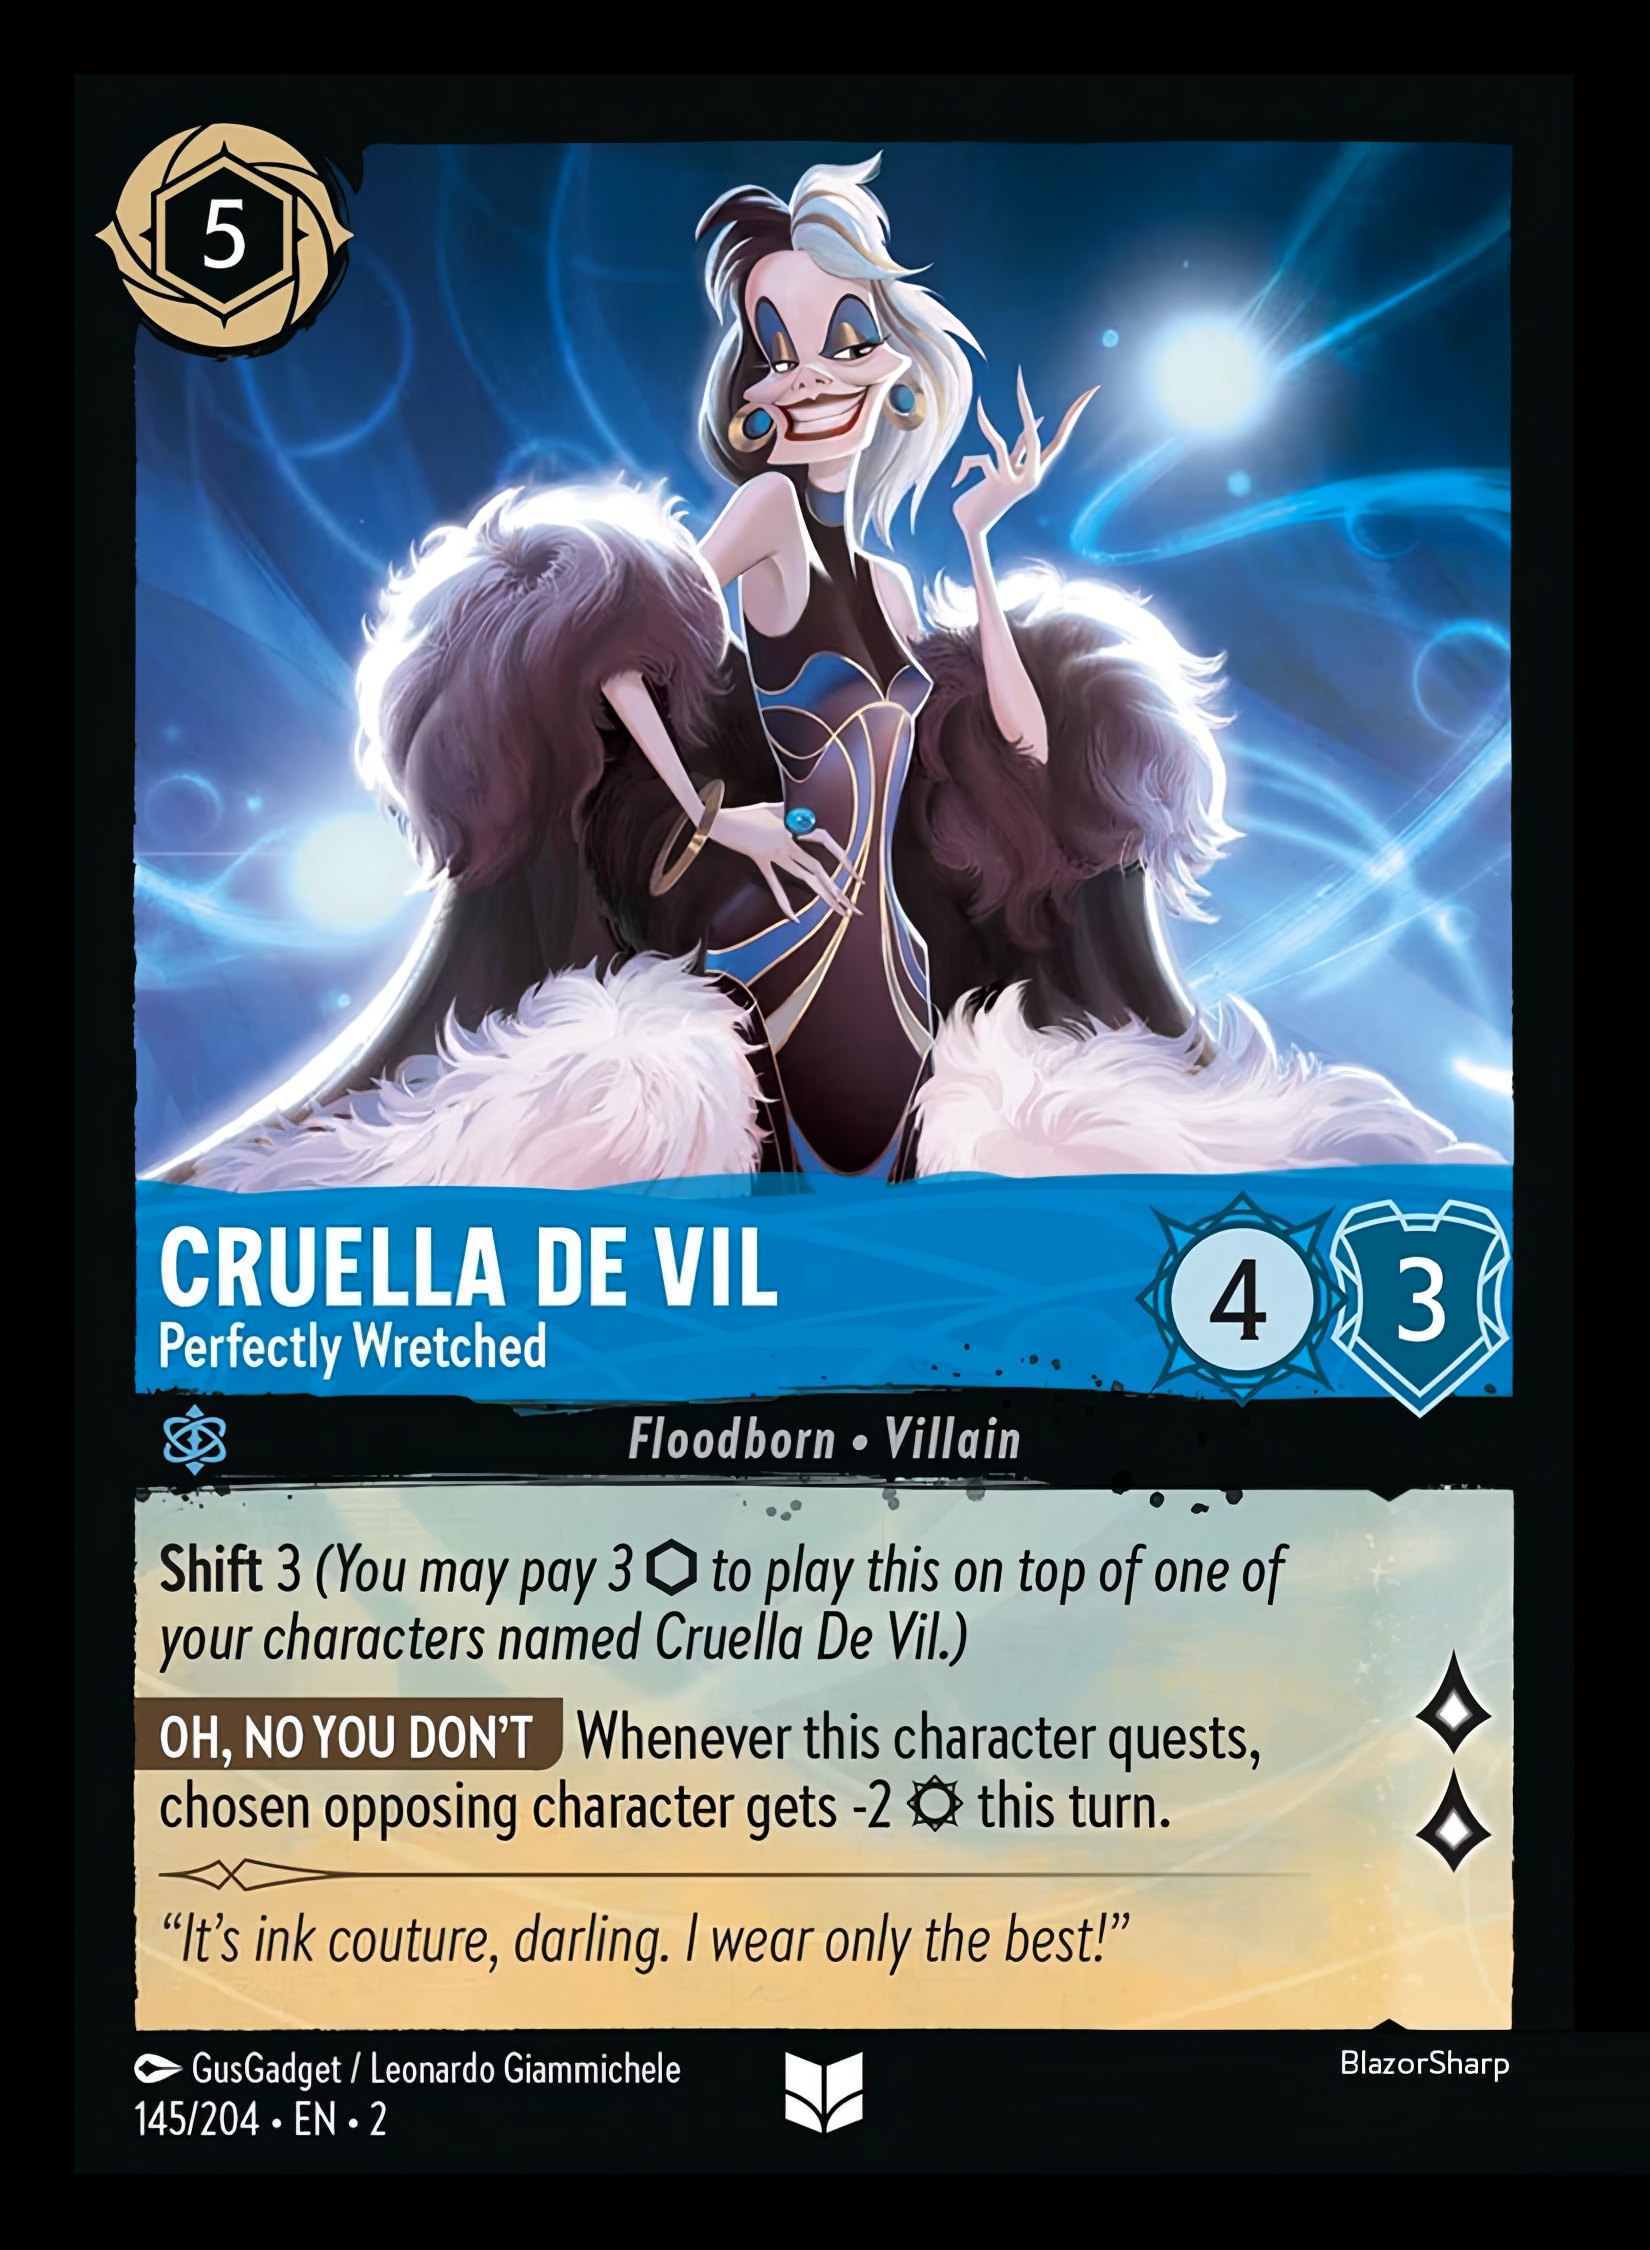 5
CRUELLA DE VIL
Perfectly Wretched
4
3
Floodborn • Villain
Shift 3 (You may pay 3 to play this on top of one of
your characters named Cruella De Vil.)
OH, NO YOU DON'T Whenever this character quests,
chosen opposing character gets -2 this turn.
“It's ink couture, darling. I wear only the best!”
GusGadget / Leonardo Giammichele
BlazorSharp
145/204 • EN • 2